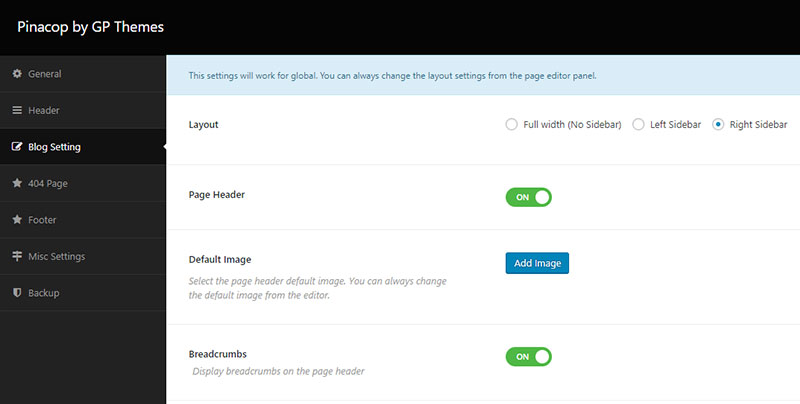 Pinacop by GP Themes
General
Header
Blog Setting
404 Page
Footer
Misc Settings
Backup
This settings will work for global. You can always change the layout settings from the page editor panel.
Layout
Full width (No Sidebar)
Left Sidebar
Right Sidebar
Page Header
ON
Default Image
Select the page header default image. You can always change
the default image from the editor.
Add Image
Breadcrumbs
Display breadcrumbs on the page header
ON